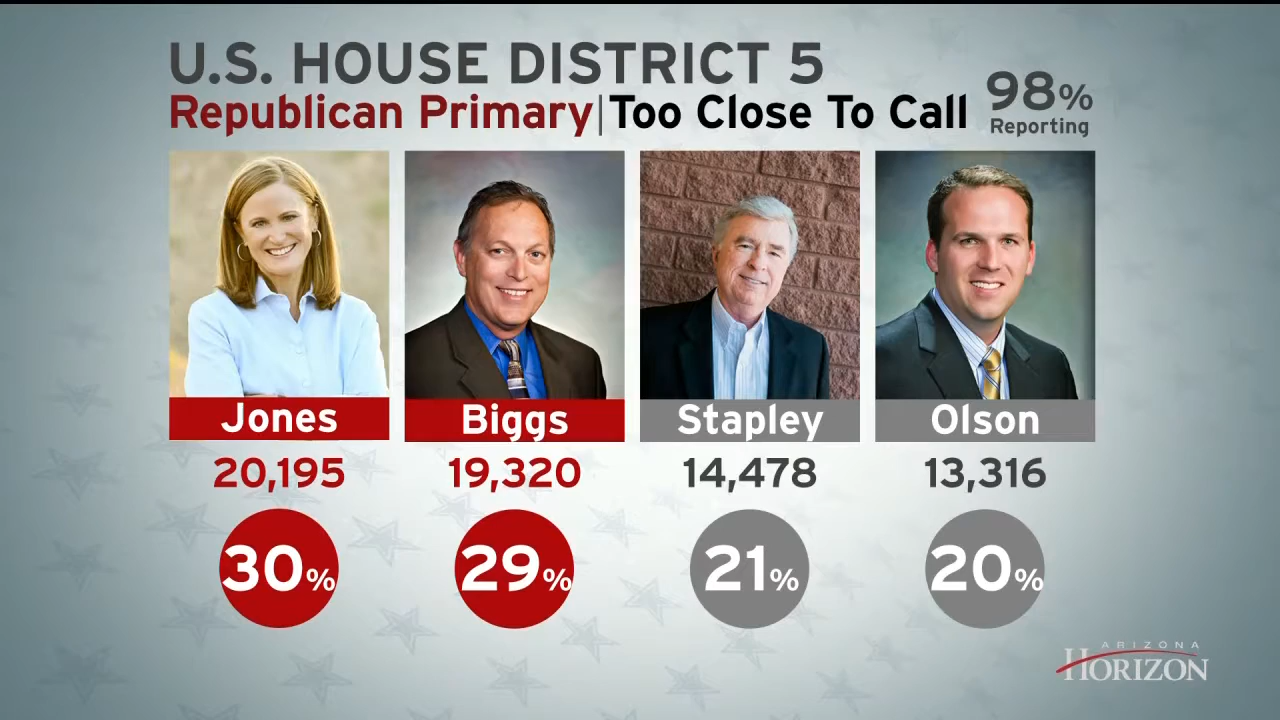 U.S. HOUSE DISTRICT 5
Republican Primary|Too Close To Call
98%
Reporting
Jones Biggs Stapley Olson
20,195 19,320 14,478 13,316
30% 29% 21% 20%
ARIZONA
HORIZON